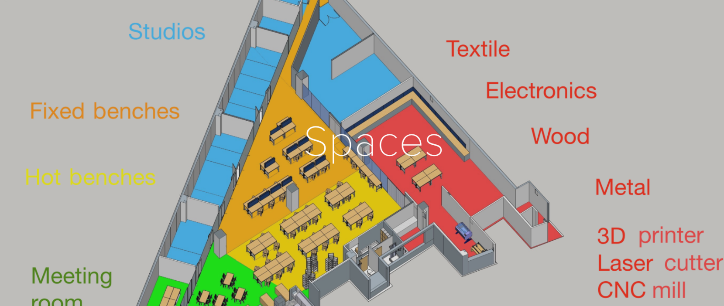 Studios
Textile
Electronics
Fixed benches
Spaces
Wood
Hot benches
Metal
3D printer
Laser cutter
CNC mill
Meeting
room